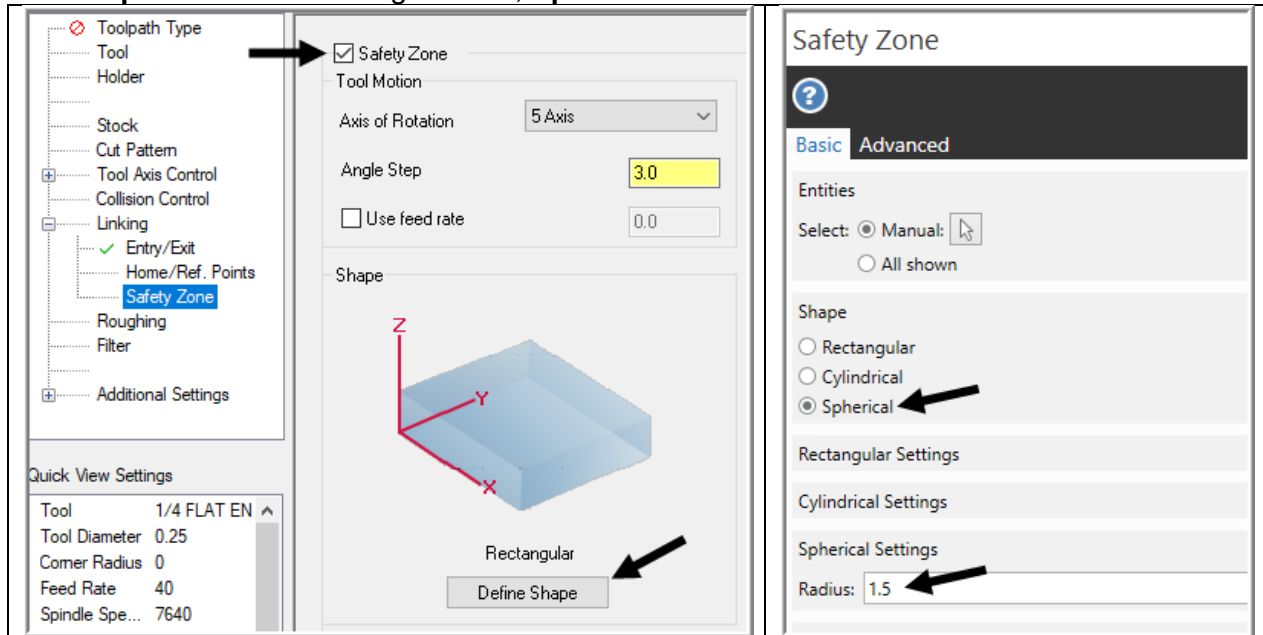 Toolpath Type
Tool
Holder
Stock
Cut Pattern
Tool Axis Control
Collision Control
Linking
Entry/Exit
Home/Ref. Points
Safety Zone
Roughing
Filter
Additional Settings
Quick View Settings
Tool 1/4 FLAT EN
Tool Diameter 0.25
Corner Radius 0
Feed Rate 40
Spindle Spe... 7640
Safety Zone
Tool Motion
Axis of Rotation 5 Axis
Angle Step 3.0
Use feed rate 0.0
Shape
Z
Y
X
Rectangular
Define Shape
Safety Zone
?
Basic Advanced
Entities
Select: Manual:
All shown
Shape
Rectangular
Cylindrical
Spherical
Rectangular Settings
Cylindrical Settings
Spherical Settings
Radius: 1.5